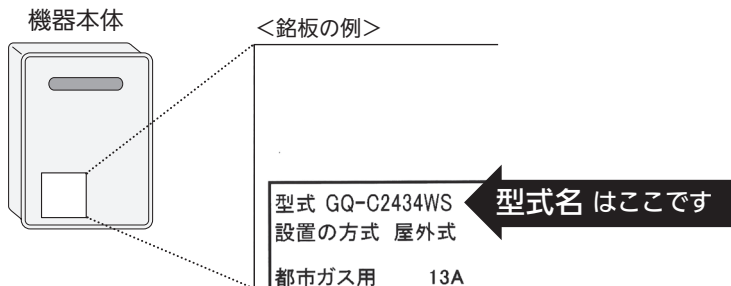 機器本体
＜銘板の例＞
型式 GQ-C2434WS
型式名 はここです
設置の方式 屋外式
都市ガス用 13A